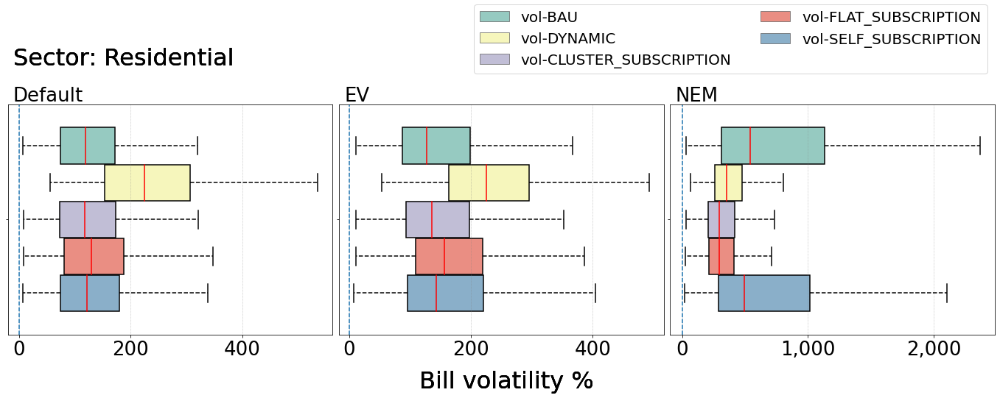 vol-BAU
vol-DYNAMIC
vol-CLUSTER_SUBSCRIPTION
vol-FLAT_SUBSCRIPTION
vol-SELF_SUBSCRIPTION
Sector: Residential
Default
EV
NEM
0 200 400
0 200 400
0 1,000 2,000
Bill volatility %